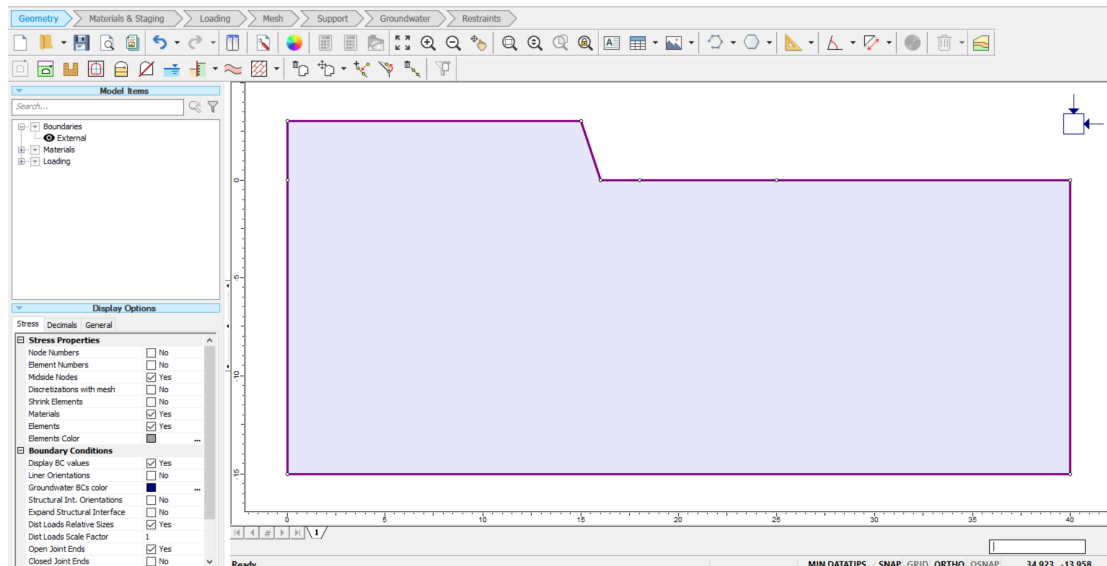 Geometry Materials & Staging Loading Mesh Support Groundwater Restraints
Model Items
Search...
Boundaries
External
Materials
Loading
Display Options
Stress Decimals General
Stress Properties
Node Numbers No
Element Numbers No
Midside Nodes Yes
Discretizations with mesh No
Shrink Elements No
Materials Yes
Elements Yes
Elements Color ...
Boundary Conditions
Display BC values Yes
Liner Orientations No
Groundwater BCs color ...
Structural Int. Orientations No
Expand Structural Interface No
Dist Loads Relative Sizes Yes
Dist Loads Scale Factor 1
Open Joint Ends Yes
Closed Joint Ends No
0
-5
-10
-15
0 5 10 15 20 25 30 35 40
# 1
Ready MIN DATATIPS SNAP GRID ORTHO OSNAP 34.923, -13.958